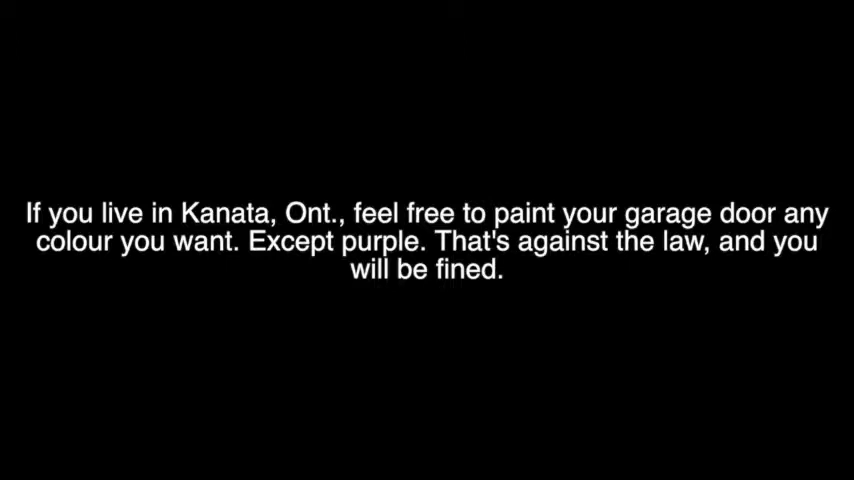 If you live in Kanata, Ont., feel free to paint your garage door any
colour you want. Except purple. That's against the law, and you
will be fined.